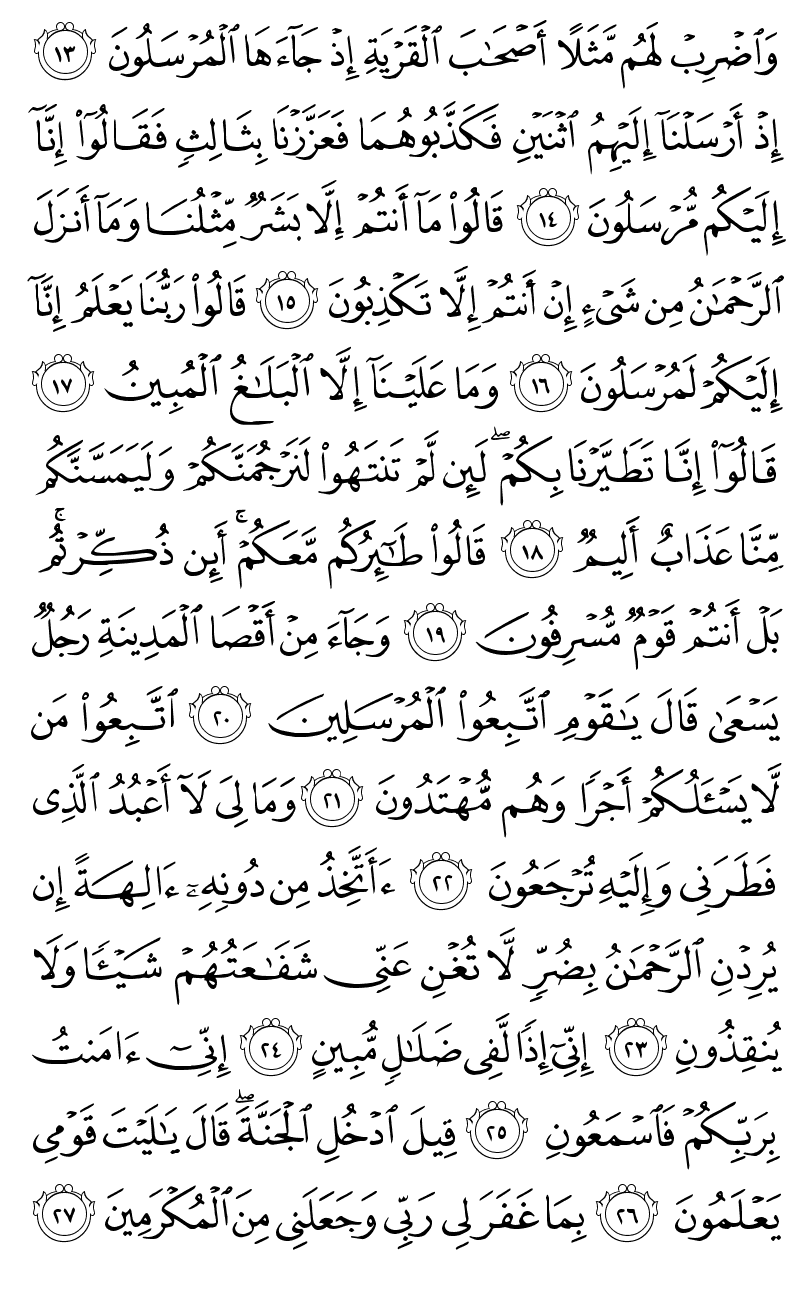 وَٱضْرِبْ لَهُم مَّثَلًا أَصْحَـٰبَ ٱلْقَرْيَةِ إِذْ جَآءَهَا ٱلْمُرْسَلُونَ ١٣
إِذْ أَرْسَلْنَآ إِلَيْهِمُ ٱثْنَيْنِ فَكَذَّبُوهُمَا فَعَزَّزْنَا بِثَالِثٍ فَقَالُوٓا۟ إِنَّآ
إِلَيْكُم مُّرْسَلُونَ ١٤ قَالُوا۟ مَآ أَنتُمْ إِلَّا بَشَرٌ مِّثْلُنَا وَمَآ أَنزَلَ
ٱلرَّحْمَـٰنُ مِن شَىْءٍ إِنْ أَنتُمْ إِلَّا تَكْذِبُونَ ١٥ قَالُوا۟ رَبُّنَا يَعْلَمُ إِنَّآ
إِلَيْكُمْ لَمُرْسَلُونَ ١٦ وَمَا عَلَيْنَآ إِلَّا ٱلْبَلَـٰغُ ٱلْمُبِينُ ١٧
قَالُوٓا۟ إِنَّا تَطَيَّرْنَا بِكُمْ ۖ لَئِن لَّمْ تَنتَهُوا۟ لَنَرْجُمَنَّكُمْ وَلَيَمَسَّنَّكُم
مِّنَّا عَذَابٌ أَلِيمٌ ١٨ قَالُوا۟ طَـٰٓئِرُكُم مَّعَكُمْ ۚ أَئِن ذُكِّرْتُم ۚ
بَلْ أَنتُمْ قَوْمٌ مُّسْرِفُونَ ١٩ وَجَآءَ مِنْ أَقْصَا ٱلْمَدِينَةِ رَجُلٌ
يَسْعَىٰ قَالَ يَـٰقَوْمِ ٱتَّبِعُوا۟ ٱلْمُرْسَلِينَ ٢٠ ٱتَّبِعُوا۟ مَن
لَّا يَسْـَٔلُكُمْ أَجْرًا وَهُم مُّهْتَدُونَ ٢١ وَمَا لِىَ لَآ أَعْبُدُ ٱلَّذِى
فَطَرَنِى وَإِلَيْهِ تُرْجَعُونَ ٢٢ ءَأَتَّخِذُ مِن دُونِهِۦٓ ءَالِهَةً إِن
يُرِدْنِ ٱلرَّحْمَـٰنُ بِضُرٍّ لَّا تُغْنِ عَنِّى شَفَـٰعَتُهُمْ شَيْـًٔا وَلَا
يُنقِذُونِ ٢٣ إِنِّىٓ إِذًا لَّفِى ضَلَـٰلٍ مُّبِينٍ ٢٤ إِنِّىٓ ءَامَنتُ
بِرَبِّكُمْ فَٱسْمَعُونِ ٢٥ قِيلَ ٱدْخُلِ ٱلْجَنَّةَ ۖ قَالَ يَـٰلَيْتَ قَوْمِى
يَعْلَمُونَ ٢٦ بِمَا غَفَرَ لِى رَبِّى وَجَعَلَنِى مِنَ ٱلْمُكْرَمِينَ ٢٧